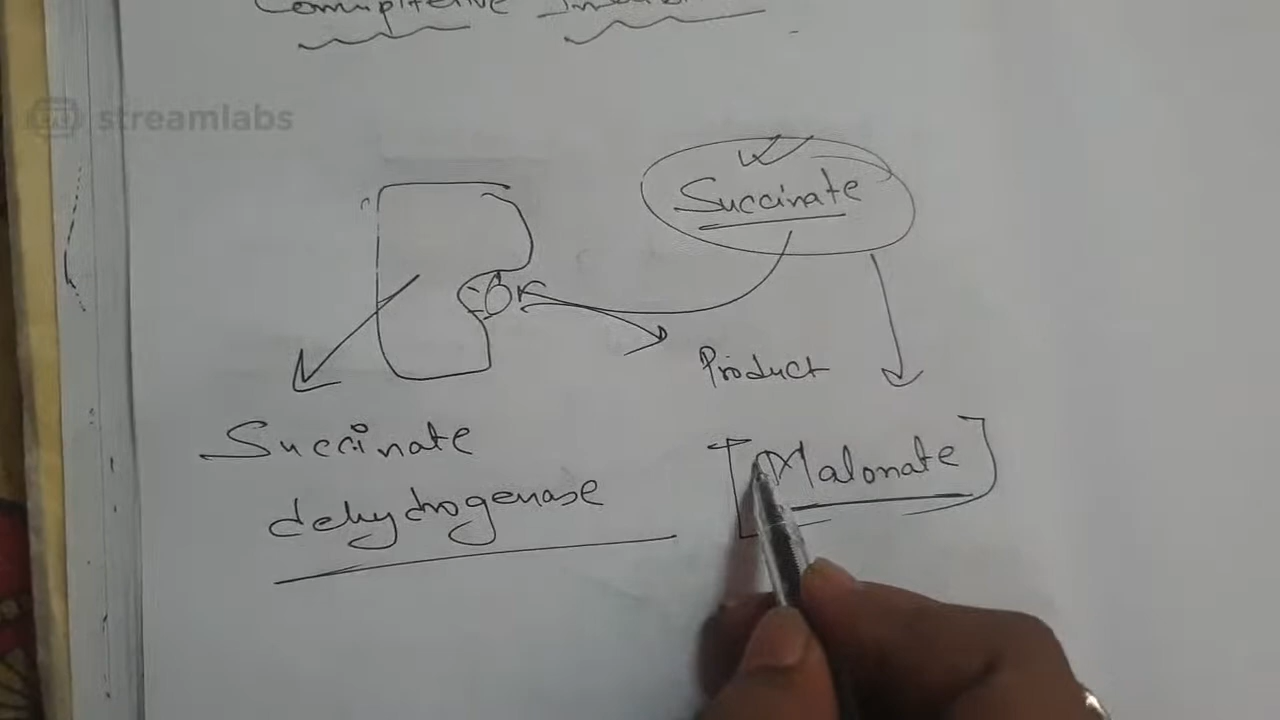 streamlabs
Succinate
Product
Succinate
dehydrogenase
Malonate